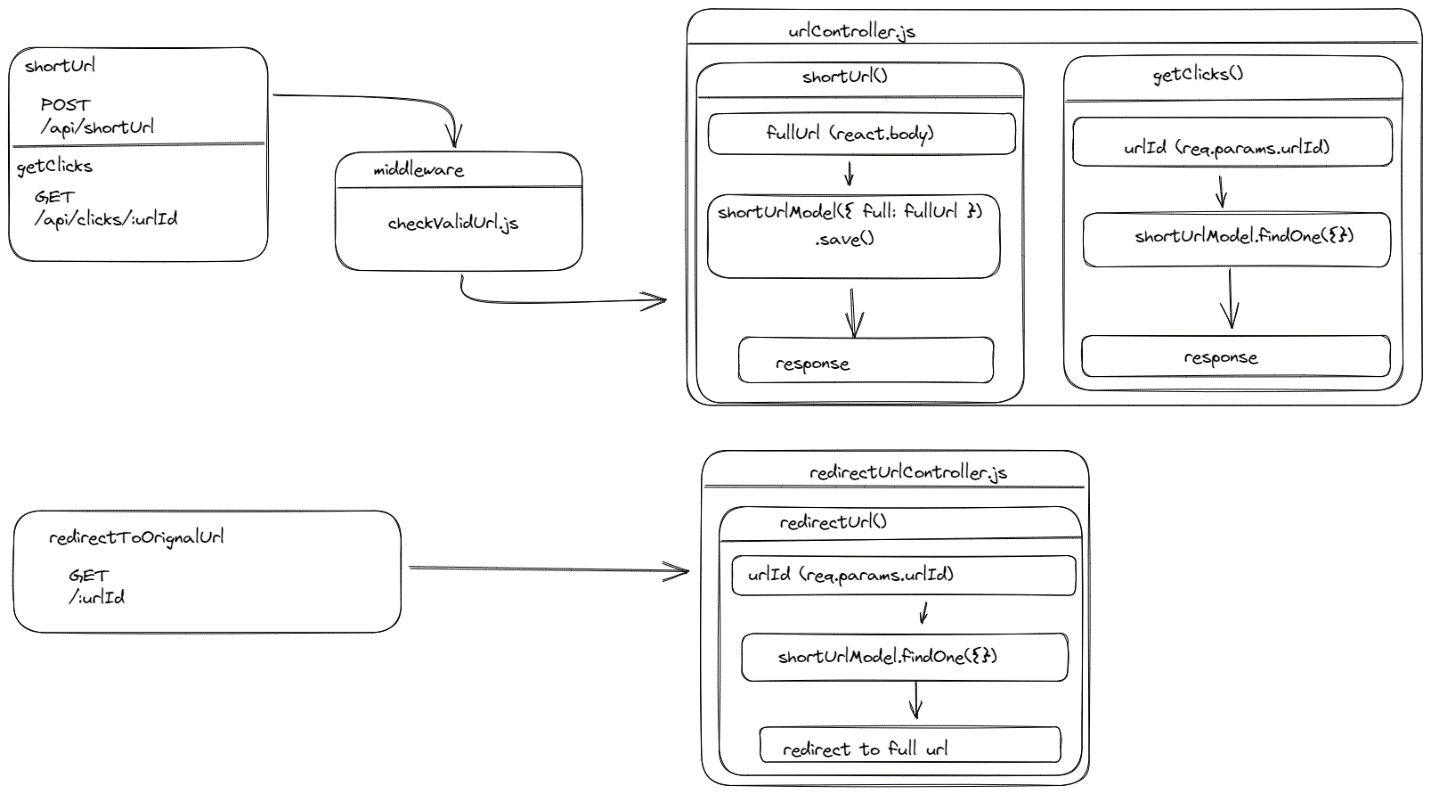 shortUrl
POST
/api/shortUrl
getClicks
GET
/api/clicks/:urlId
middleware
checkValidUrl.js
urlController.js
shortUrl()
fullUrl (react.body)
shortUrlModel({ full: fullUrl })
.save()
response
getClicks()
urlId (req.params.urlId)
shortUrlModel.findOne({})
response
redirectToOrignalUrl
GET
/:urlId
redirectUrlController.js
redirectUrl()
urlId (req.params.urlId)
shortUrlModel.findOne({})
redirect to full url